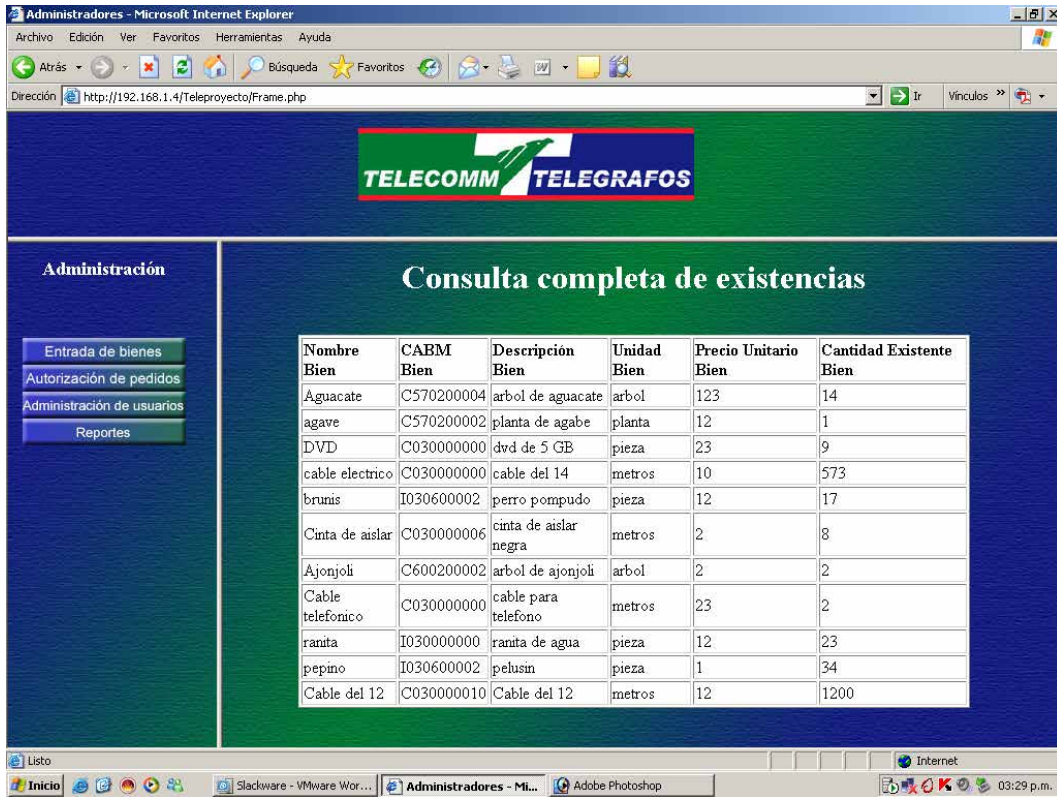 Administradores - Microsoft Internet Explorer
Archivo Edición Ver Favoritos Herramientas Ayuda
Atrás Búsqueda Favoritos
Dirección http://192.168.1.4/Teleproyecto/Frame.php Ir Vínculos »
TELECOMM TELEGRAFOS
Administración
Entrada de bienes
Autorización de pedidos
Administración de usuarios
Reportes
Consulta completa de existencias
Nombre Bien CABM Bien Descripción Bien Unidad Bien Precio Unitario Bien Cantidad Existente Bien
Aguacate C570200004 arbol de aguacate arbol 123 14
agave C570200002 planta de agabe planta 12 1
DVD C030000000 dvd de 5 GB pieza 23 9
cable electrico C030000000 cable del 14 metros 10 573
brunis I030600002 perro pompudo pieza 12 17
Cinta de aislar C030000006 cinta de aislar negra metros 2 8
Ajonjoli C600200002 arbol de ajonjoli arbol 2 2
Cable telefonico C030000000 cable para telefono metros 23 2
ranita I030000000 ranita de agua pieza 12 23
pepino I030600002 pelusin pieza 1 34
Cable del 12 C030000010 Cable del 12 metros 12 1200
Listo Internet
Inicio Slackware - VMware Wor... Administradores - Mi... Adobe Photoshop 03:29 p.m.